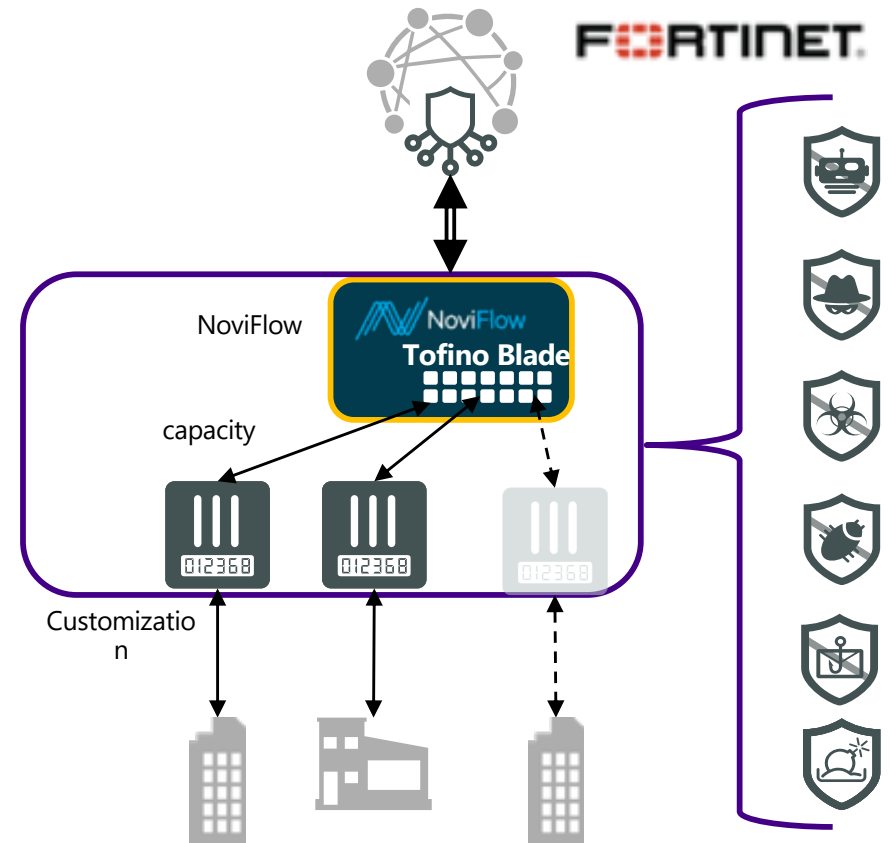 FORTINET
NoviFlow
NoviFlow
Tofino Blade
capacity
012368
012368
012368
Customizatio
n